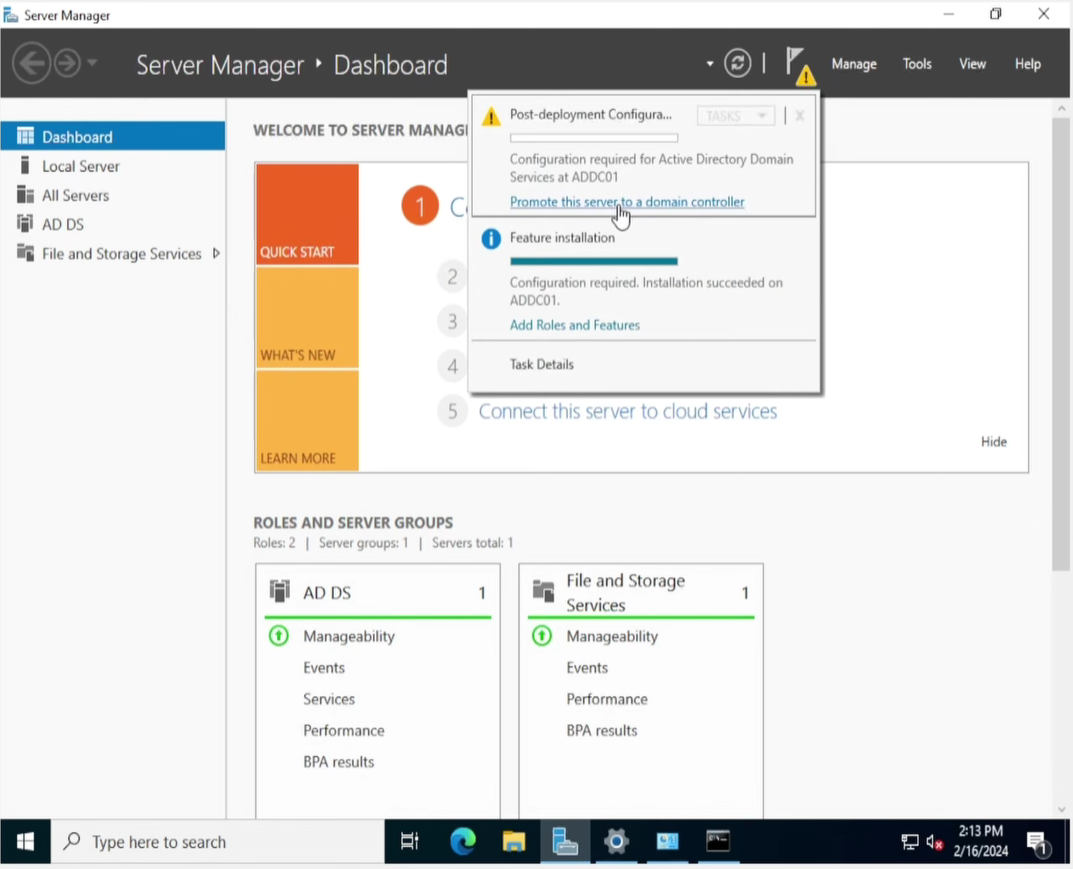 Server Manager
Server Manager ‣ Dashboard
Manage Tools View Help
Dashboard
Local Server
All Servers
AD DS
File and Storage Services
WELCOME TO SERVER MANAG
QUICK START
WHAT'S NEW
LEARN MORE
1
2
3
4
5 Connect this server to cloud services
Hide
Post-deployment Configura... TASKS X
Configuration required for Active Directory Domain
Services at ADDC01
Promote this server to a domain controller
Feature installation
Configuration required. Installation succeeded on
ADDC01.
Add Roles and Features
Task Details
ROLES AND SERVER GROUPS
Roles: 2 | Server groups: 1 | Servers total: 1
AD DS 1
Manageability
Events
Services
Performance
BPA results
File and Storage
Services 1
Manageability
Events
Performance
BPA results
Type here to search
2:13 PM
2/16/2024
1